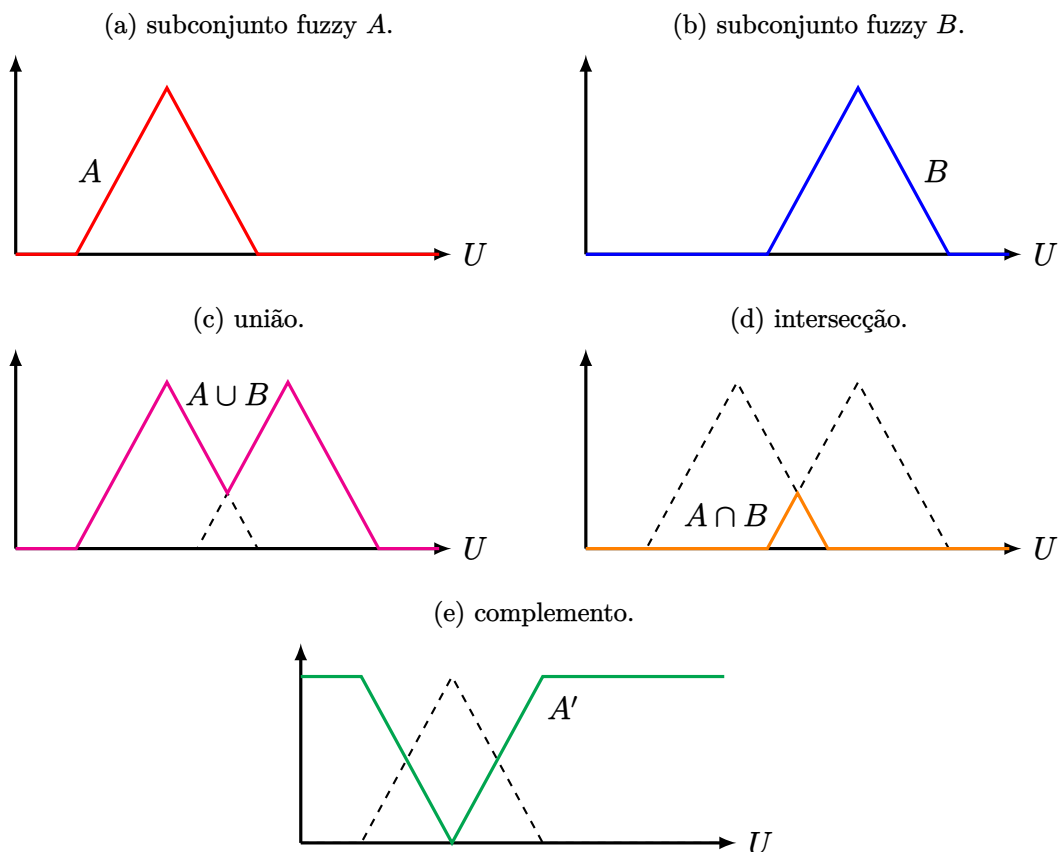 (a) subconjunto fuzzy A.
A
U
(b) subconjunto fuzzy B.
B
U
(c) união.
A ∪ B
U
(d) intersecção.
A ∩ B
U
(e) complemento.
A′
U